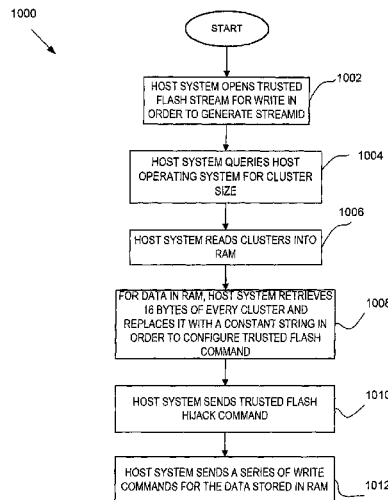 1000
START
HOST SYSTEM OPENS TRUSTED
FLASH STREAM FOR WRITE IN
ORDER TO GENERATE STREAMID
1002
HOST SYSTEM QUERIES HOST
OPERATING SYSTEM FOR CLUSTER
SIZE
1004
HOST SYSTEM READS CLUSTERS INTO
RAM
1006
FOR DATA IN RAM, HOST SYSTEM RETRIEVES
16 BYTES OF EVERY CLUSTER AND
REPLACES IT WITH A CONSTANT STRING IN
ORDER TO CONFIGURE TRUSTED FLASH
COMMAND
1008
HOST SYSTEM SENDS TRUSTED FLASH
HIJACK COMMAND
1010
HOST SYSTEM SENDS A SERIES OF WRITE
COMMANDS FOR THE DATA STORED IN RAM
1012